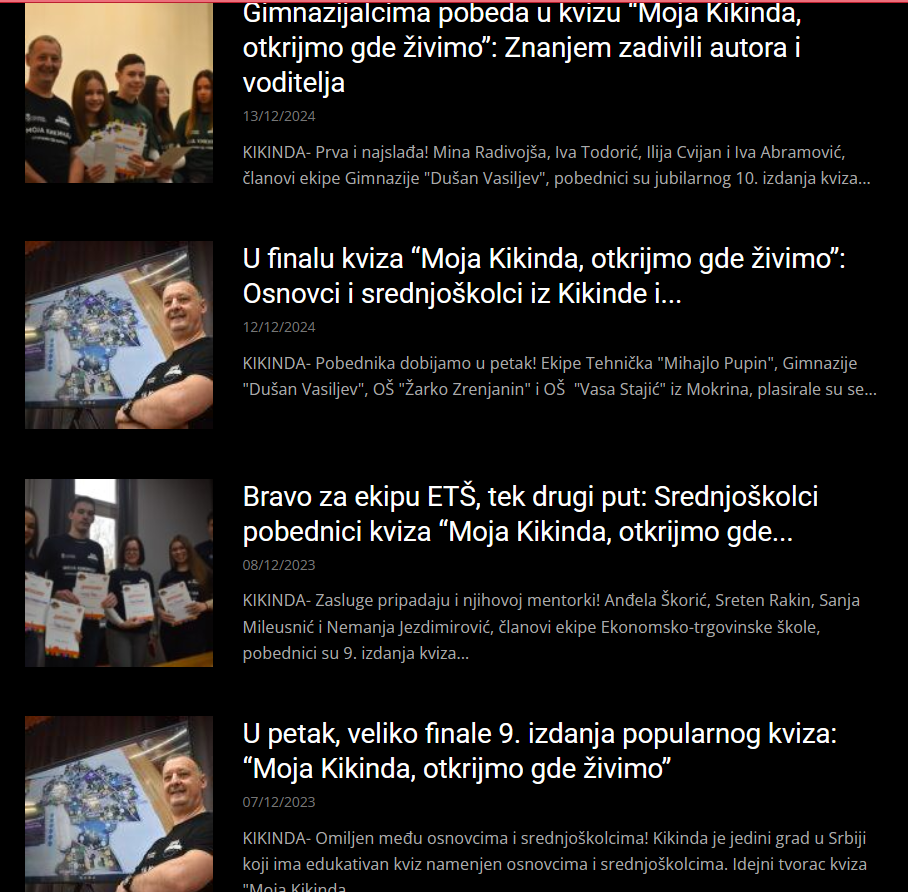 Gimnazijalcima pobeda u kvizu “Moja Kikinda,
otkrijmo gde živimo”: Znanjem zadivili autora i
voditelja
13/12/2024
KIKINDA- Prva i najslađa! Mina Radivojša, Iva Todorić, Ilija Cvijan i Iva Abramović,
članovi ekipe Gimnazije "Dušan Vasiljev", pobednici su jubilarnog 10. izdanja kviza...
U finalu kviza “Moja Kikinda, otkrijmo gde živimo”:
Osnovci i srednjoškolci iz Kikinde i...
12/12/2024
KIKINDA- Pobednika dobijamo u petak! Ekipe Tehnička "Mihajlo Pupin", Gimnazije
"Dušan Vasiljev", OŠ "Žarko Zrenjanin" i OŠ "Vasa Stajić" iz Mokrina, plasirale su se...
Bravo za ekipu ETŠ, tek drugi put: Srednjoškolci
pobednici kviza “Moja Kikinda, otkrijmo gde...
08/12/2023
KIKINDA- Zasluge pripadaju i njihovoj mentorki! Anđela Škorić, Sreten Rakin, Sanja
Mileusnić i Nemanja Jezdimirović, članovi ekipe Ekonomsko-trgovinske škole,
pobednici su 9. izdanja kviza...
U petak, veliko finale 9. izdanja popularnog kviza:
“Moja Kikinda, otkrijmo gde živimo”
07/12/2023
KIKINDA- Omiljen među osnovcima i srednjoškolcima! Kikinda je jedini grad u Srbiji
koji ima edukativan kviz namenjen osnovcima i srednjoškolcima. Idejni tvorac kviza
"Moja Kikinda